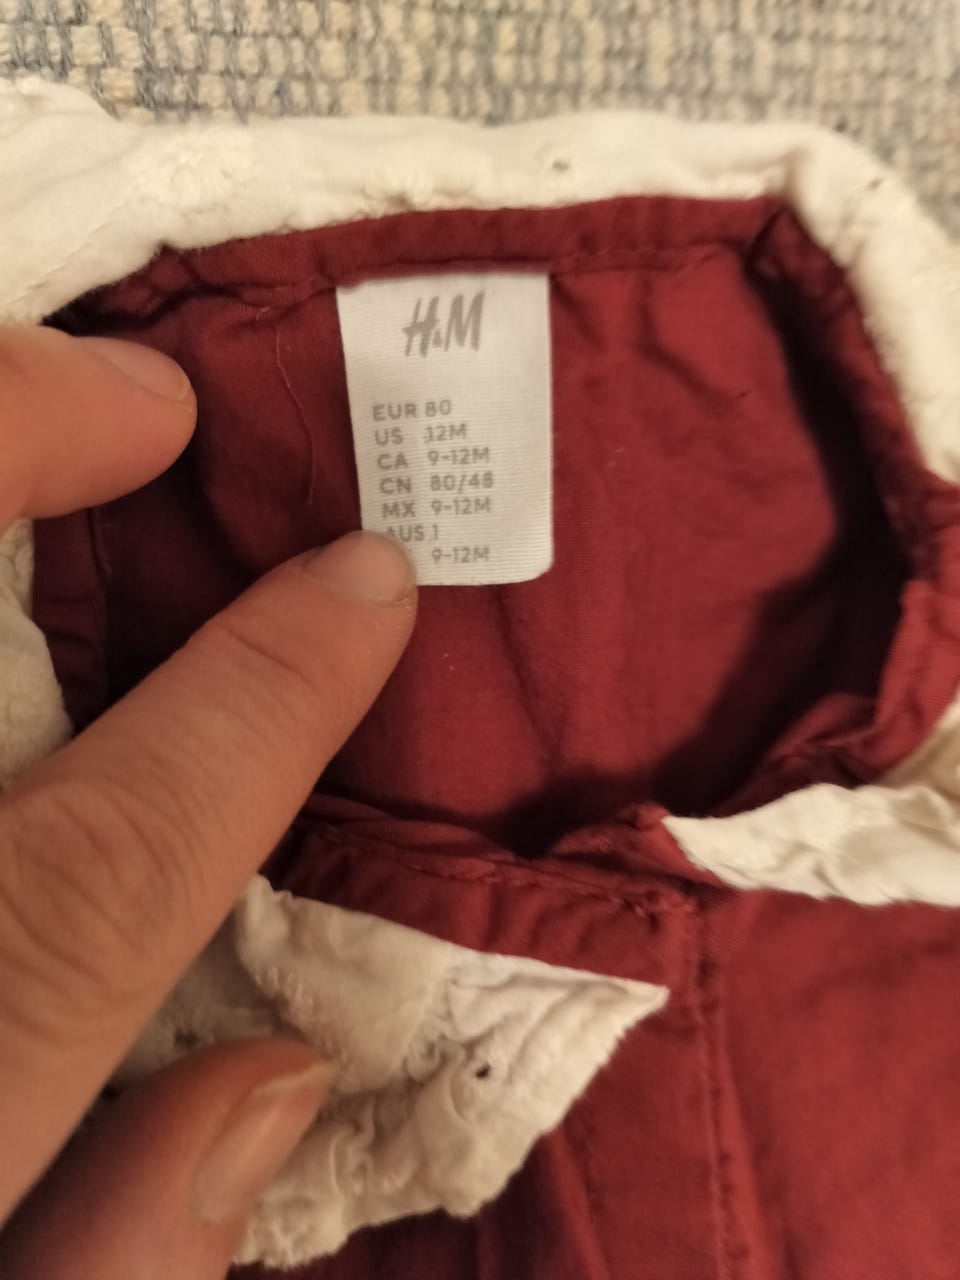 H&M
EUR 80
US 12M
CA 9-12M
CN 80/48
MX 9-12M
AUS 1
9-12M